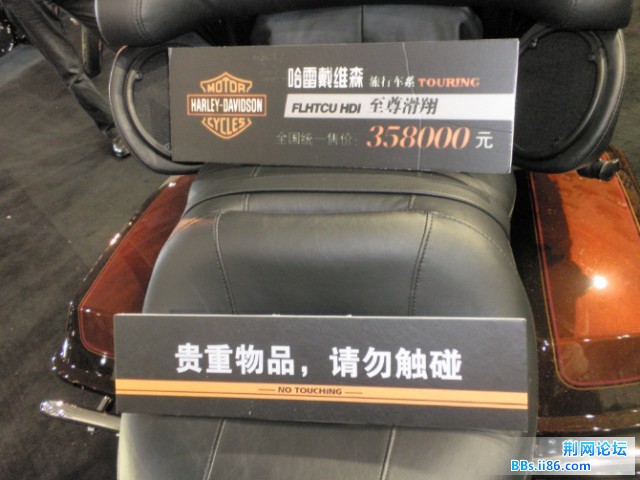 MOTOR
HARLEY-DAVIDSON
CYCLES
哈雷戴维森 旅行车系 TOURING
FLHTCU HDI 至尊滑翔
全国统一售价: 358000 元
贵重物品，请勿触碰
NO TOUCHING
荆网论坛
BBs.ii86.com